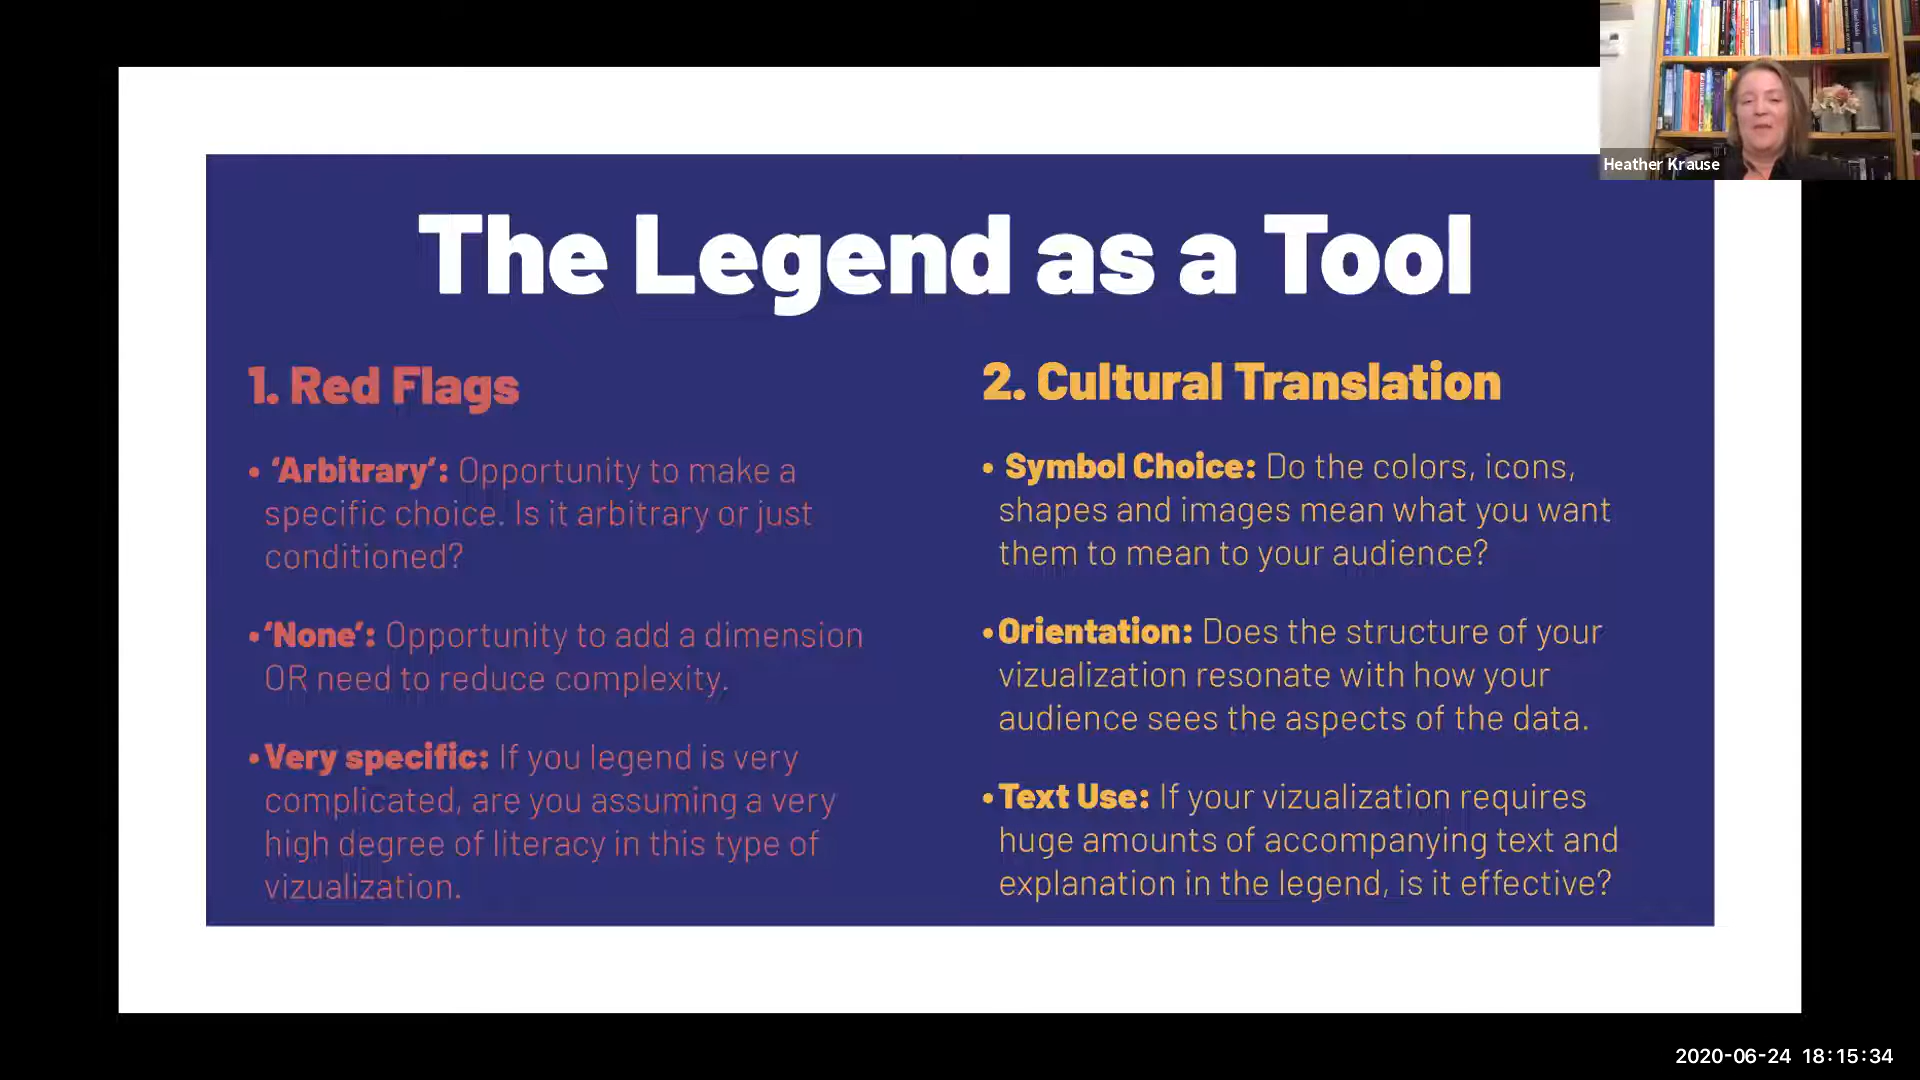 Heather Krause
The Legend as a Tool
1. Red Flags
• ‘Arbitrary’: Opportunity to make a
specific choice. Is it arbitrary or just
conditioned?
• ‘None’: Opportunity to add a dimension
OR need to reduce complexity.
• Very specific: If you legend is very
complicated, are you assuming a very
high degree of literacy in this type of
vizualization.
2. Cultural Translation
• Symbol Choice: Do the colors, icons,
shapes and images mean what you want
them to mean to your audience?
• Orientation: Does the structure of your
vizualization resonate with how your
audience sees the aspects of the data.
• Text Use: If your vizualization requires
huge amounts of accompanying text and
explanation in the legend, is it effective?
2020-06-24 18:15:34